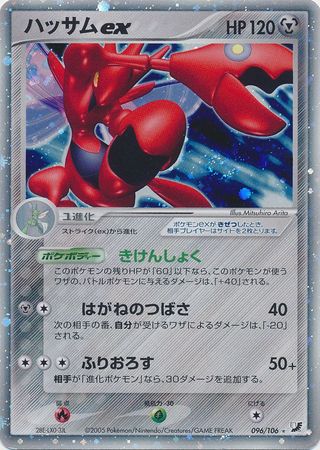 ハッサムex HP120
Illus. Mitsuhiro Arita
1進化
ストライク(ex)から進化
ポケモンexがきぜつしたとき、
相手プレイヤーはサイドを2枚とります。
ポケボディー きけんしょく
このポケモンの残りHPが「60」以下なら、このポケモンが使う
ワザの、バトルポケモンに与えるダメージは、「+40」される。
はがねのつばさ 40
次の相手の番、自分が受けるワザによるダメージは、「-20」
される。
ふりおろす 50+
相手が「進化ポケモン」なら、30ダメージを追加する。
弱点 抵抗力 -30 にげる
©2005 Pokémon/Nintendo/Creatures/GAME FREAK
096/106